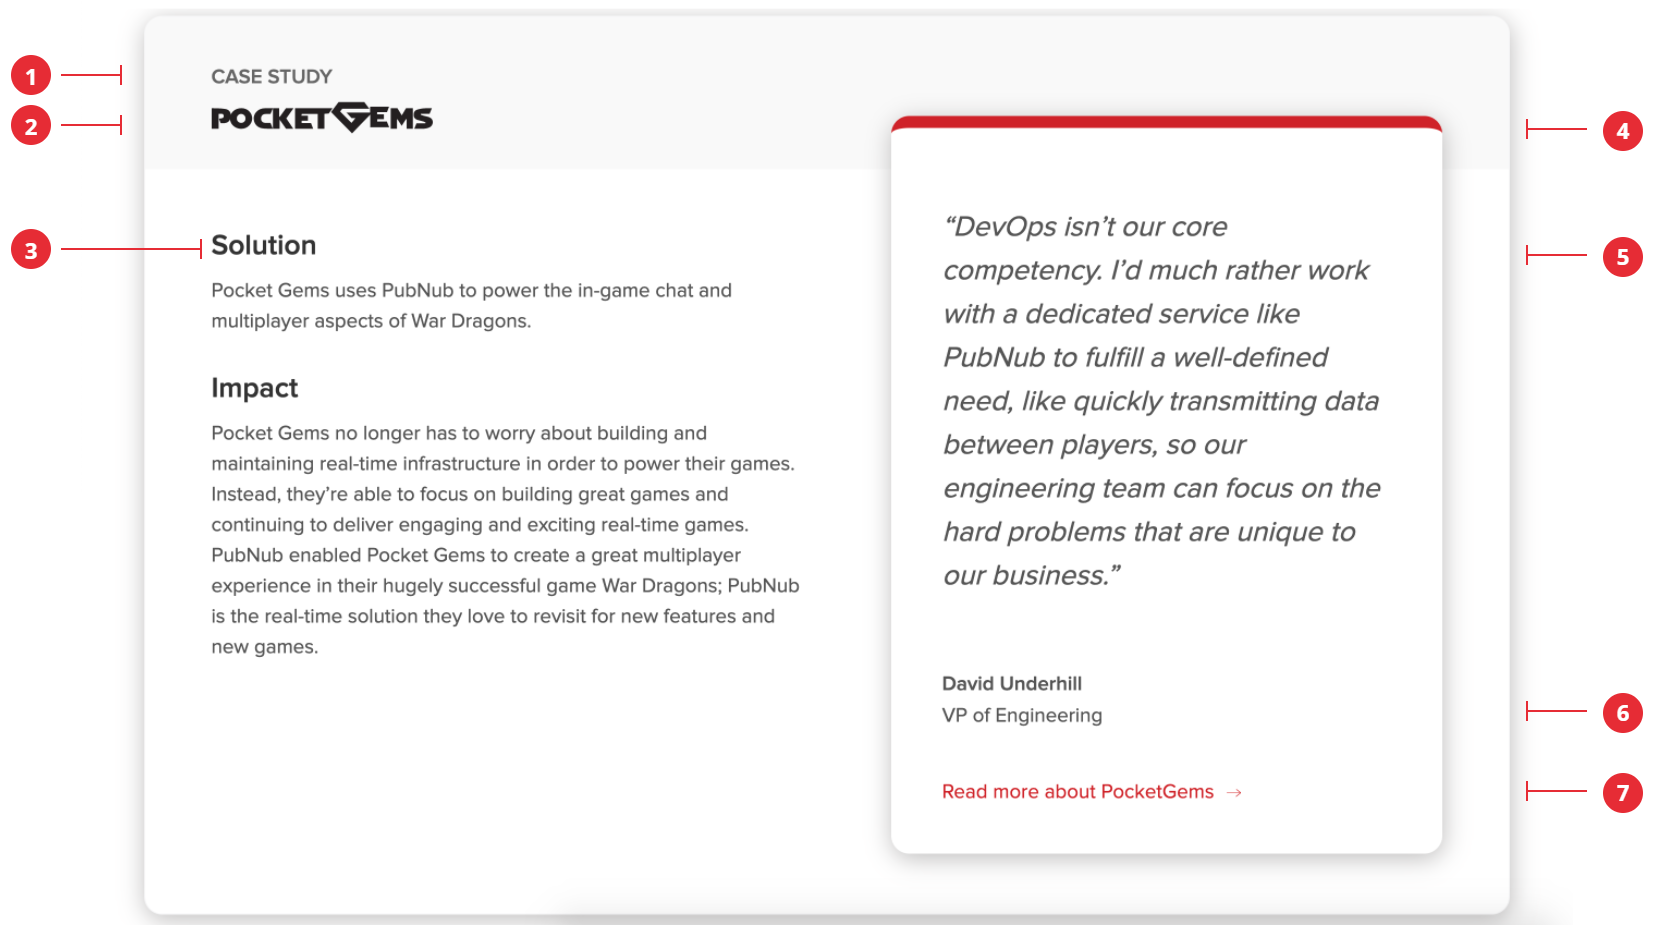 1
CASE STUDY
2
POCKETGEMS
3
Solution
Pocket Gems uses PubNub to power the in-game chat and
multiplayer aspects of War Dragons.
Impact
Pocket Gems no longer has to worry about building and
maintaining real-time infrastructure in order to power their games.
Instead, they’re able to focus on building great games and
continuing to deliver engaging and exciting real-time games.
PubNub enabled Pocket Gems to create a great multiplayer
experience in their hugely successful game War Dragons; PubNub
is the real-time solution they love to revisit for new features and
new games.
4
“DevOps isn’t our core
competency. I’d much rather work
with a dedicated service like
PubNub to fulfill a well-defined
need, like quickly transmitting data
between players, so our
engineering team can focus on the
hard problems that are unique to
our business.”
5
David Underhill
VP of Engineering
6
Read more about PocketGems →
7